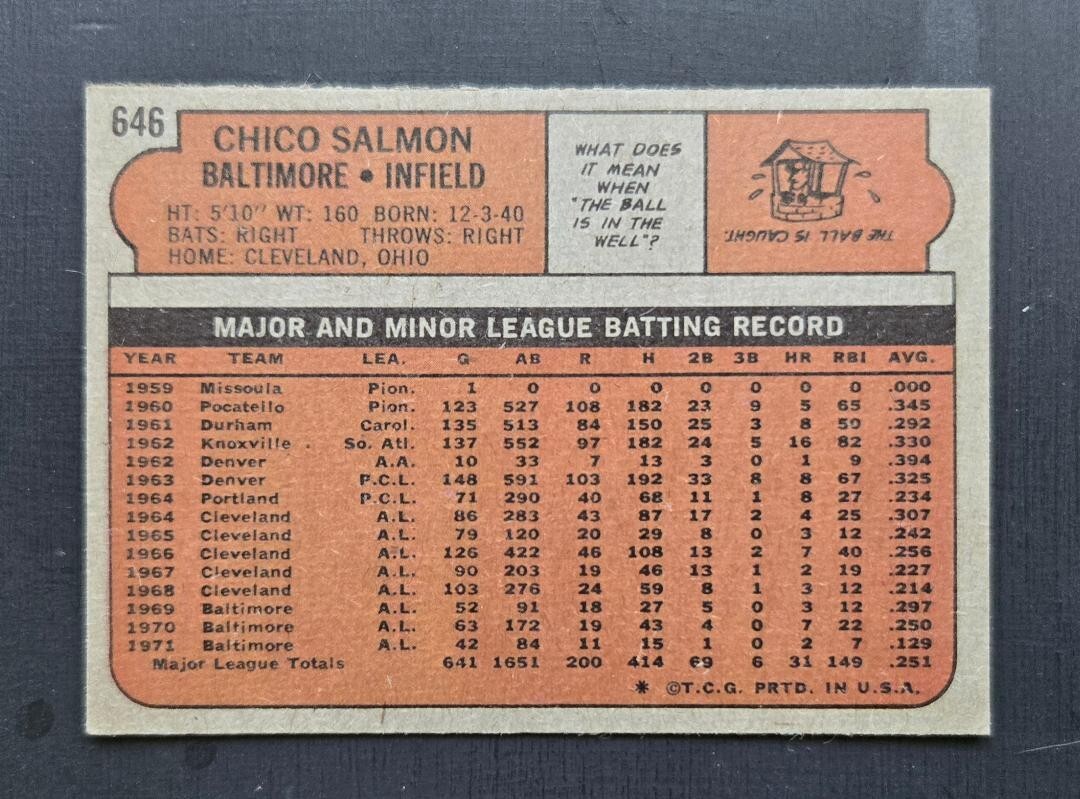 646
CHICO SALMON
BALTIMORE • INFIELD
HT: 5'10" WT: 160 BORN: 12-3-40
BATS: RIGHT THROWS: RIGHT
HOME: CLEVELAND, OHIO
WHAT DOES
IT MEAN
WHEN
"THE BALL
IS IN THE
WELL"?
THE BALL IS CAUGHT.
MAJOR AND MINOR LEAGUE BATTING RECORD
YEAR TEAM LEA. G AB R H 2B 3B HR RBI AVG.
1959 Missoula Pion. 1 0 0 0 0 0 0 0 .000
1960 Pocatello Pion. 123 527 108 182 23 9 5 65 .345
1961 Durham Carol. 135 513 84 150 25 3 8 59 .292
1962 Knoxville So. Atl. 137 552 97 182 24 5 16 82 .330
1962 Denver A.A. 10 33 7 13 3 0 1 9 .394
1963 Denver P.C.L. 148 591 103 192 33 8 8 67 .325
1964 Portland P.C.L. 71 290 40 68 11 1 8 27 .234
1964 Cleveland A.L. 86 283 43 87 17 2 4 25 .307
1965 Cleveland A.L. 79 120 20 29 8 0 3 12 .242
1966 Cleveland A.L. 126 422 46 108 13 2 7 40 .256
1967 Cleveland A.L. 90 203 19 46 13 1 2 19 .227
1968 Cleveland A.L. 103 276 24 59 8 1 3 12 .214
1969 Baltimore A.L. 52 91 18 27 5 0 3 12 .297
1970 Baltimore A.L. 63 172 19 43 4 0 7 22 .250
1971 Baltimore A.L. 42 84 11 15 1 0 2 7 .129
Major League Totals 641 1651 200 414 69 6 31 149 .251
* ©T.C.G. PRTD. IN U.S.A.